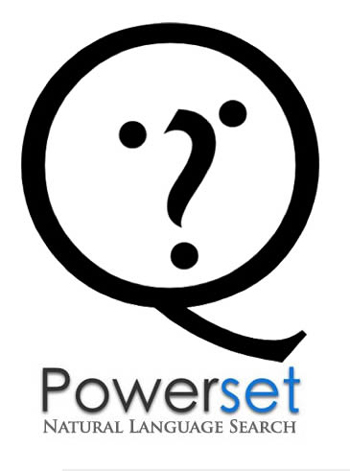 Q
?
Powerset
NATURAL LANGUAGE SEARCH